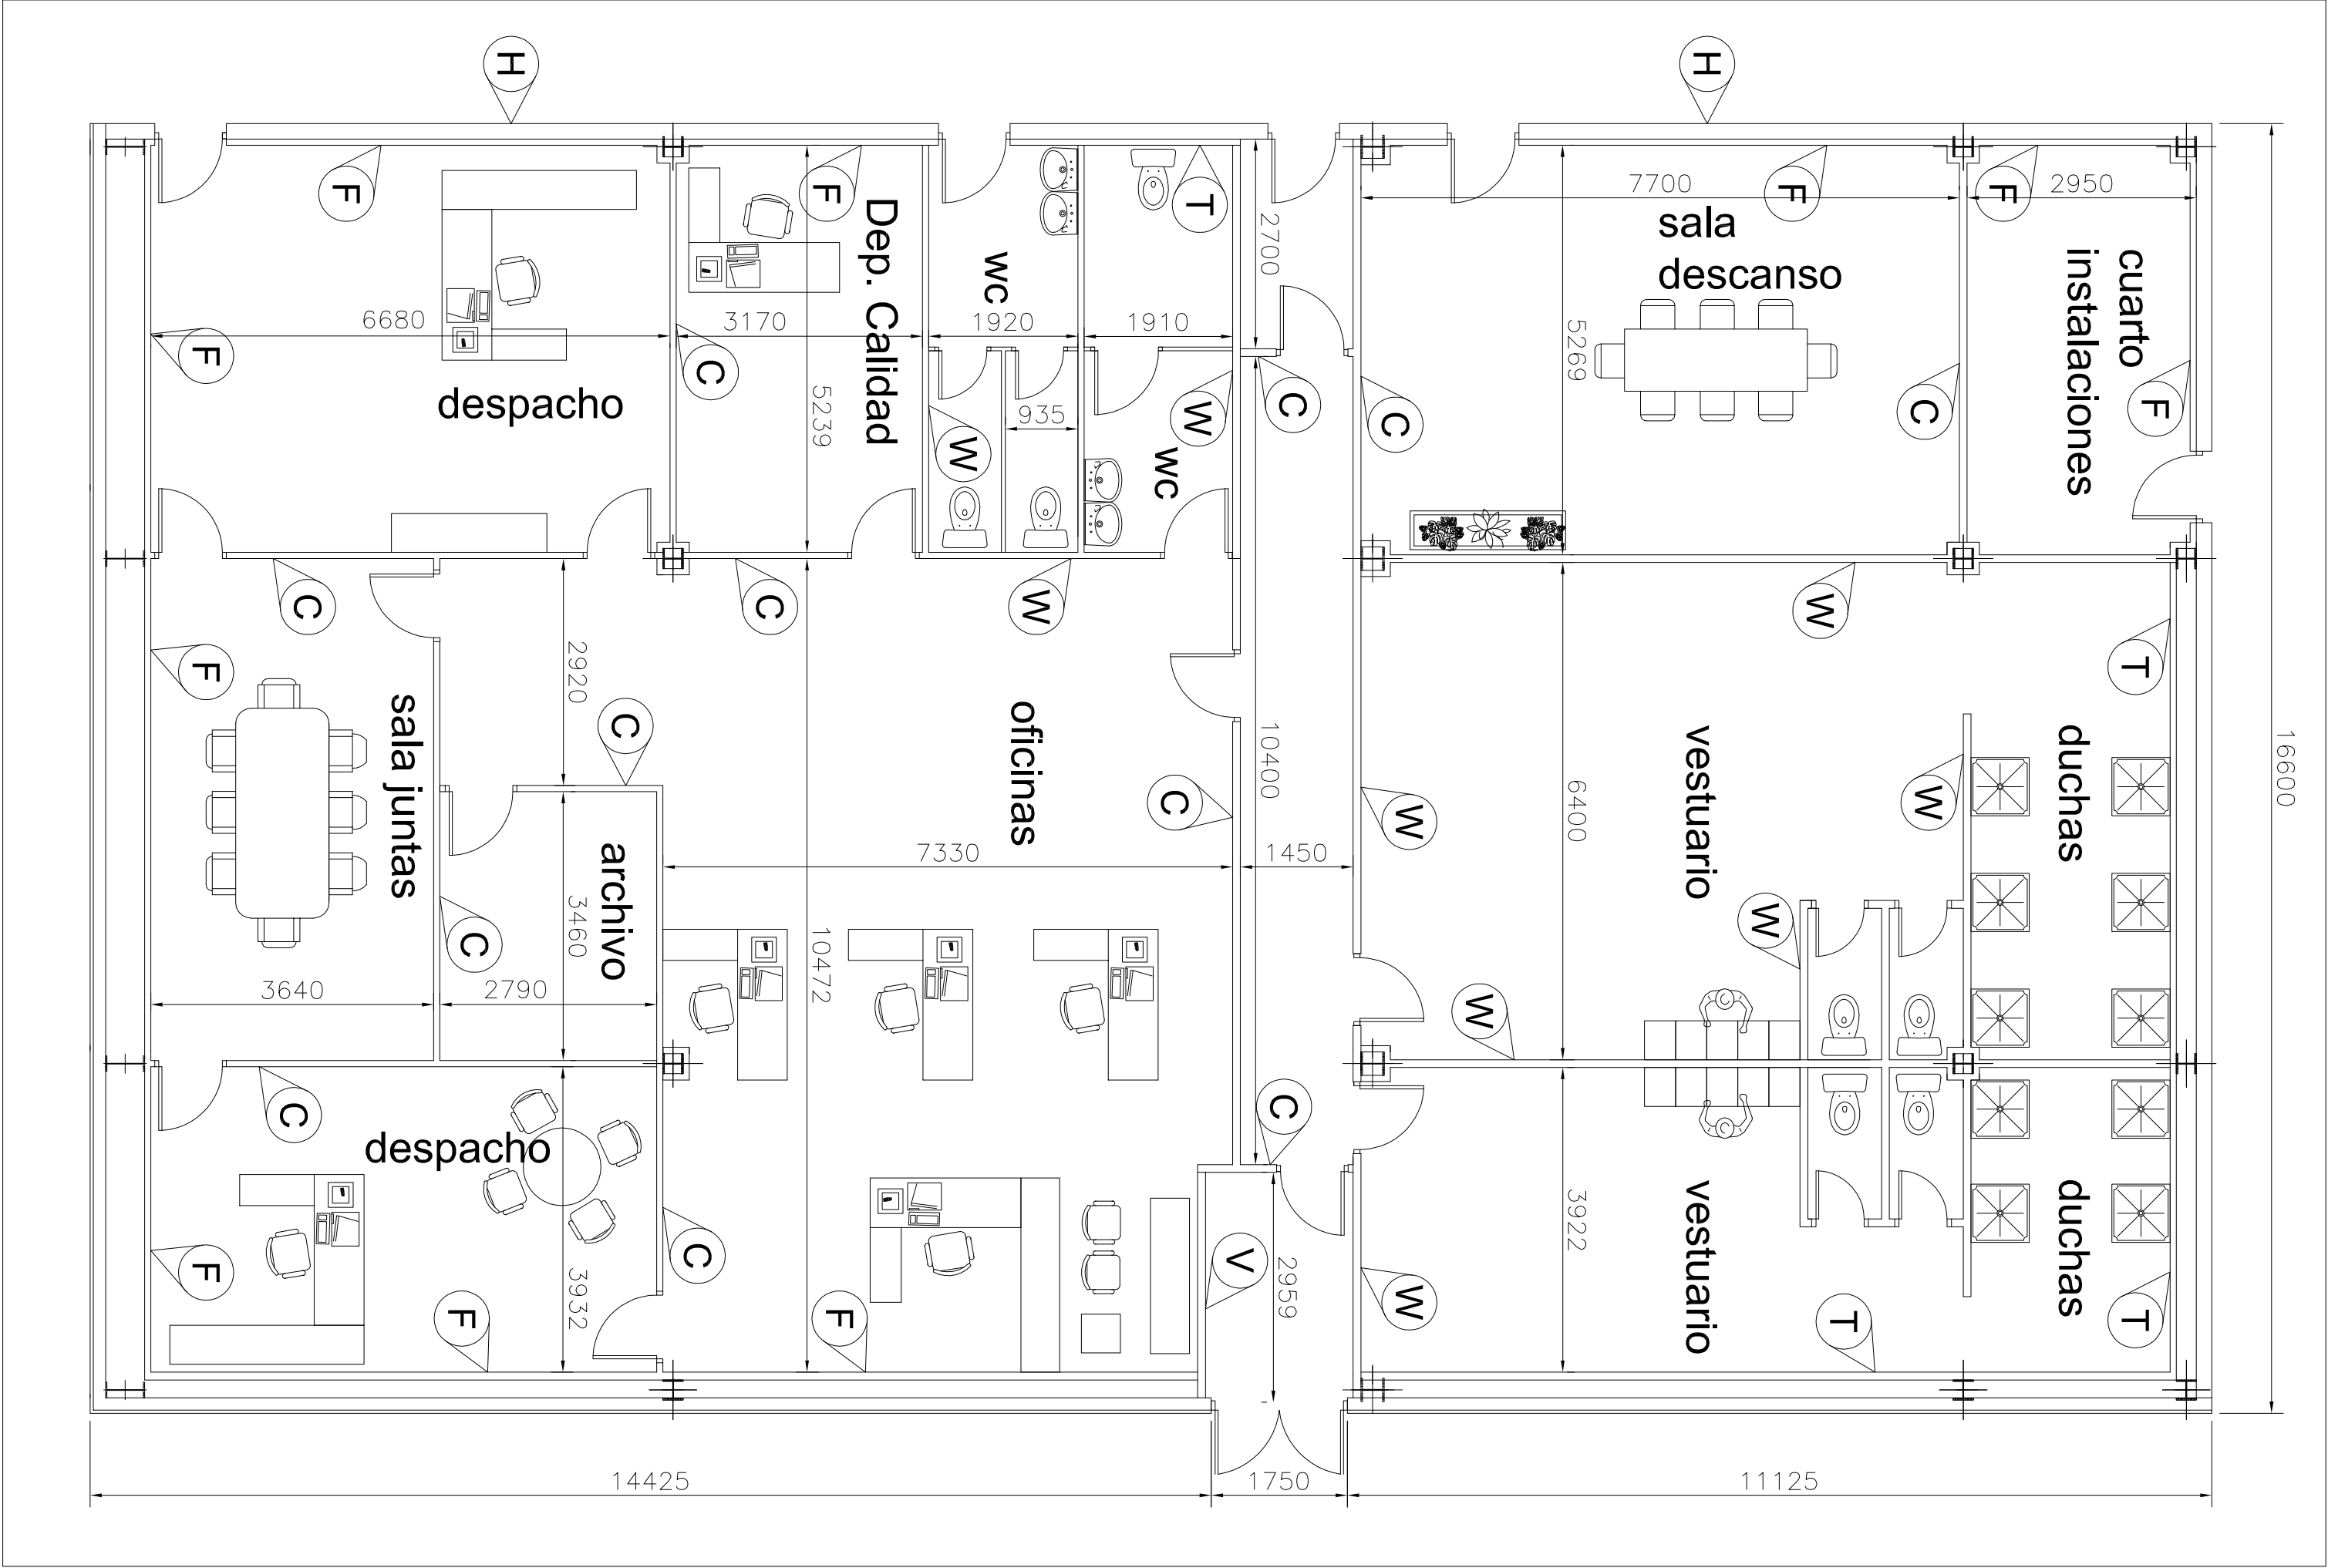 H
H
F
F
T
F
F
7700
2950
2700
sala
descanso
cuarto
instalaciones
Dep. Calidad
wc
6680
3170
1920
1910
5269
F
C
5239
despacho
W
935
W
wc
C
C
C
F
C
C
W
W
T
2920
F
C
sala juntas
oficinas
10400
C
W
vestuario
6400
W
duchas
16600
archivo
3460
7330
1450
C
10472
W
3640
2790
W
C
C
despacho
C
F
F
3932
F
V
2959
3922
W
vestuario
T
duchas
T
14425
1750
11125